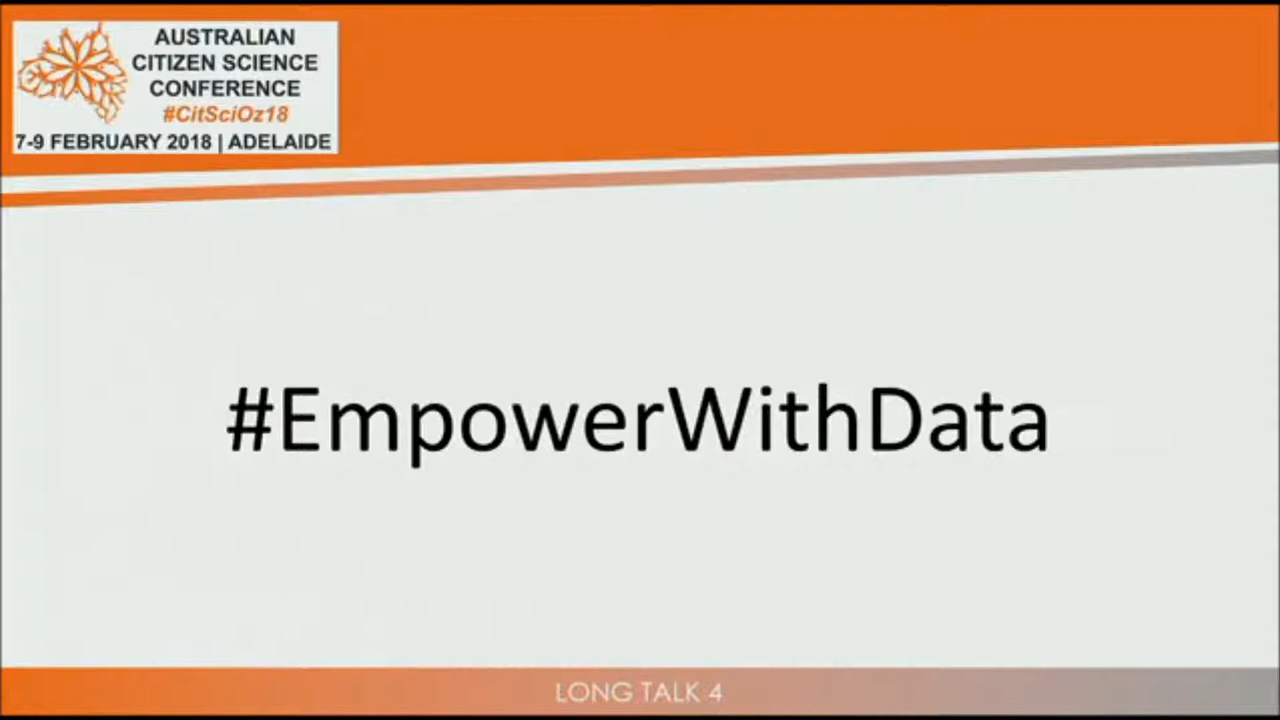 AUSTRALIAN
CITIZEN SCIENCE
CONFERENCE
#CitSciOz18
7-9 FEBRUARY 2018 | ADELAIDE
#EmpowerWithData
LONG TALK 4